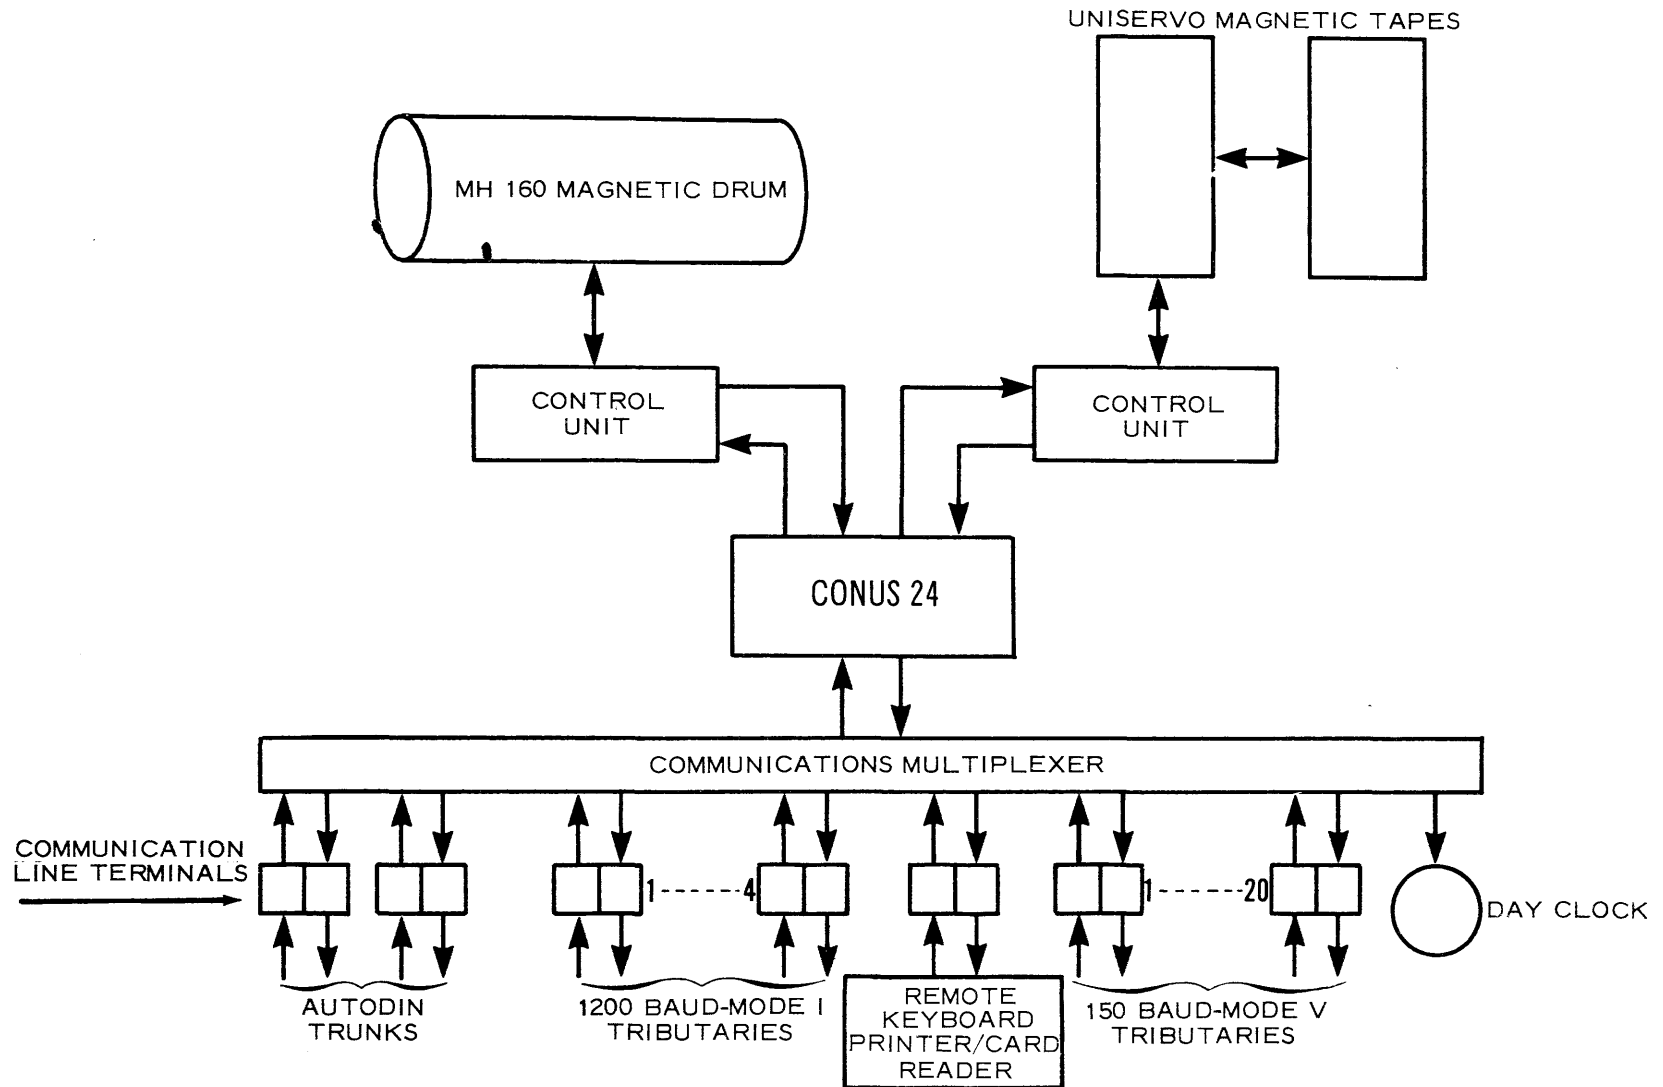 UNISERVO MAGNETIC TAPES
MH 160 MAGNETIC DRUM
CONTROL
UNIT
CONTROL
UNIT
CONUS 24
COMMUNICATIONS MULTIPLEXER
COMMUNICATION
LINE TERMINALS
1------4
1------20
DAY CLOCK
AUTODIN
TRUNKS
1200 BAUD-MODE I
TRIBUTARIES
REMOTE
KEYBOARD
PRINTER/CARD
READER
150 BAUD-MODE V
TRIBUTARIES